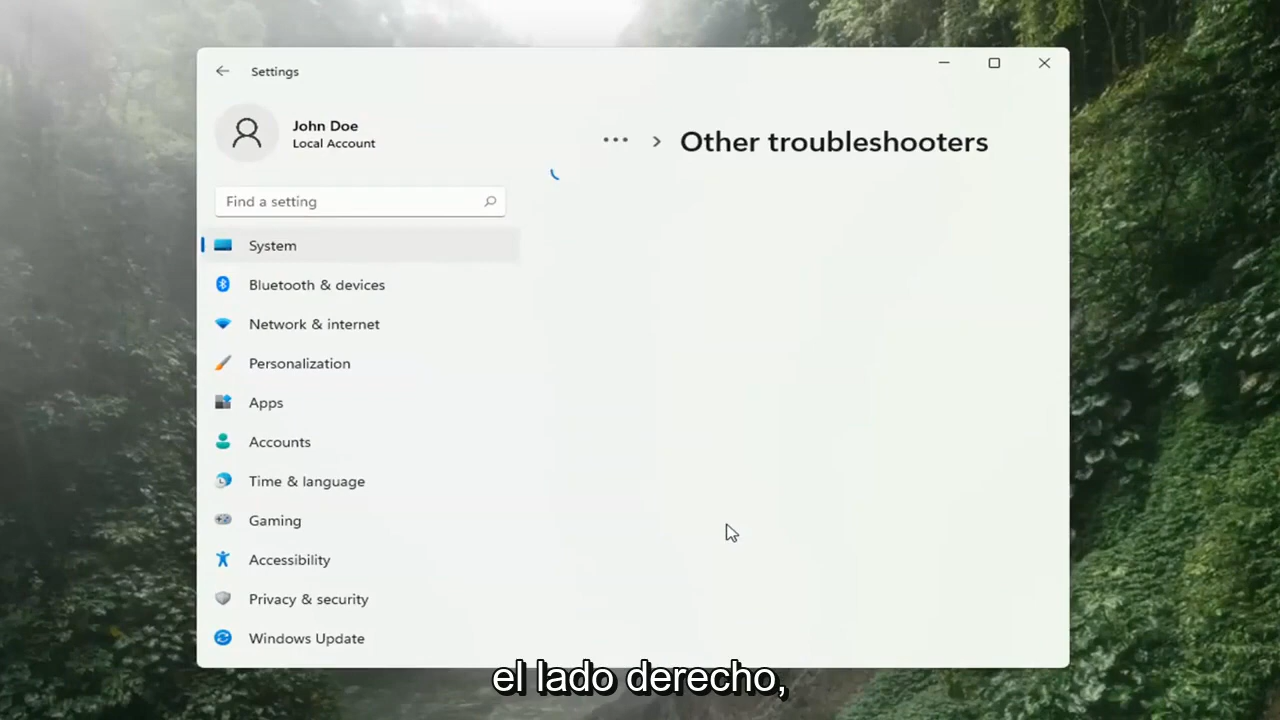 Settings
John Doe
Local Account
Find a setting
System
Bluetooth & devices
Network & internet
Personalization
Apps
Accounts
Time & language
Gaming
Accessibility
Privacy & security
Windows Update
... > Other troubleshooters
el lado derecho,